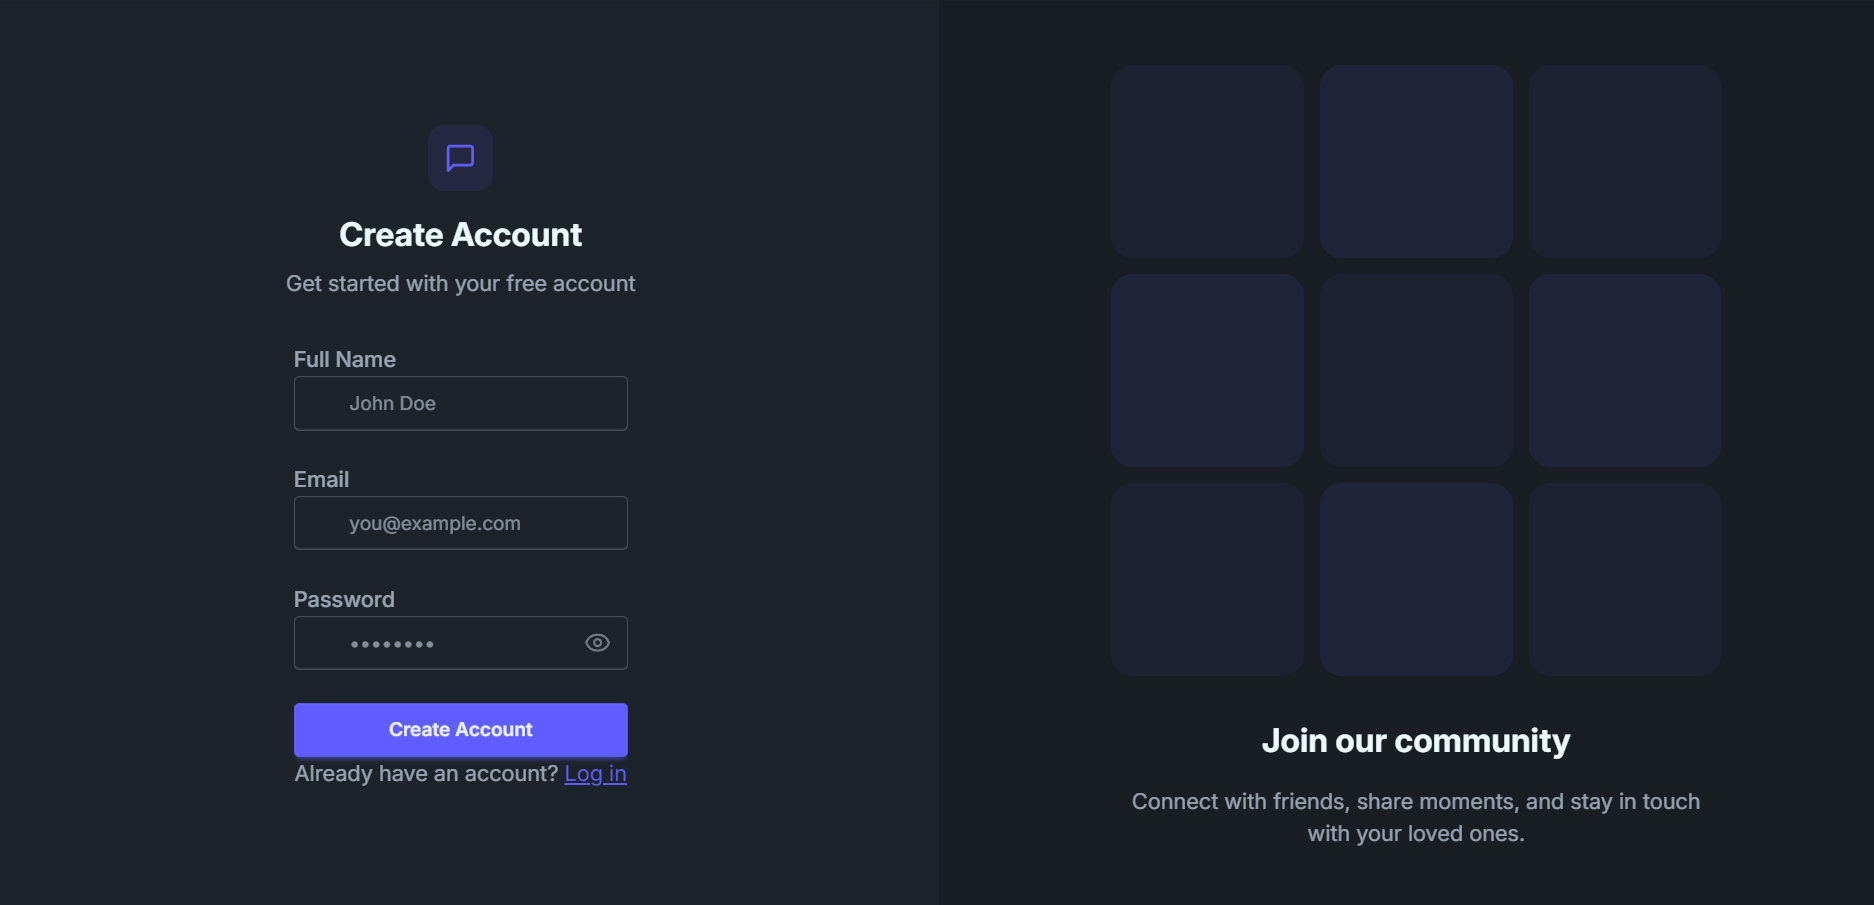 Create Account
Get started with your free account
Full Name
John Doe
Email
you@example.com
Password
••••••••
Create Account
Already have an account? Log in
Join our community
Connect with friends, share moments, and stay in touch
with your loved ones.